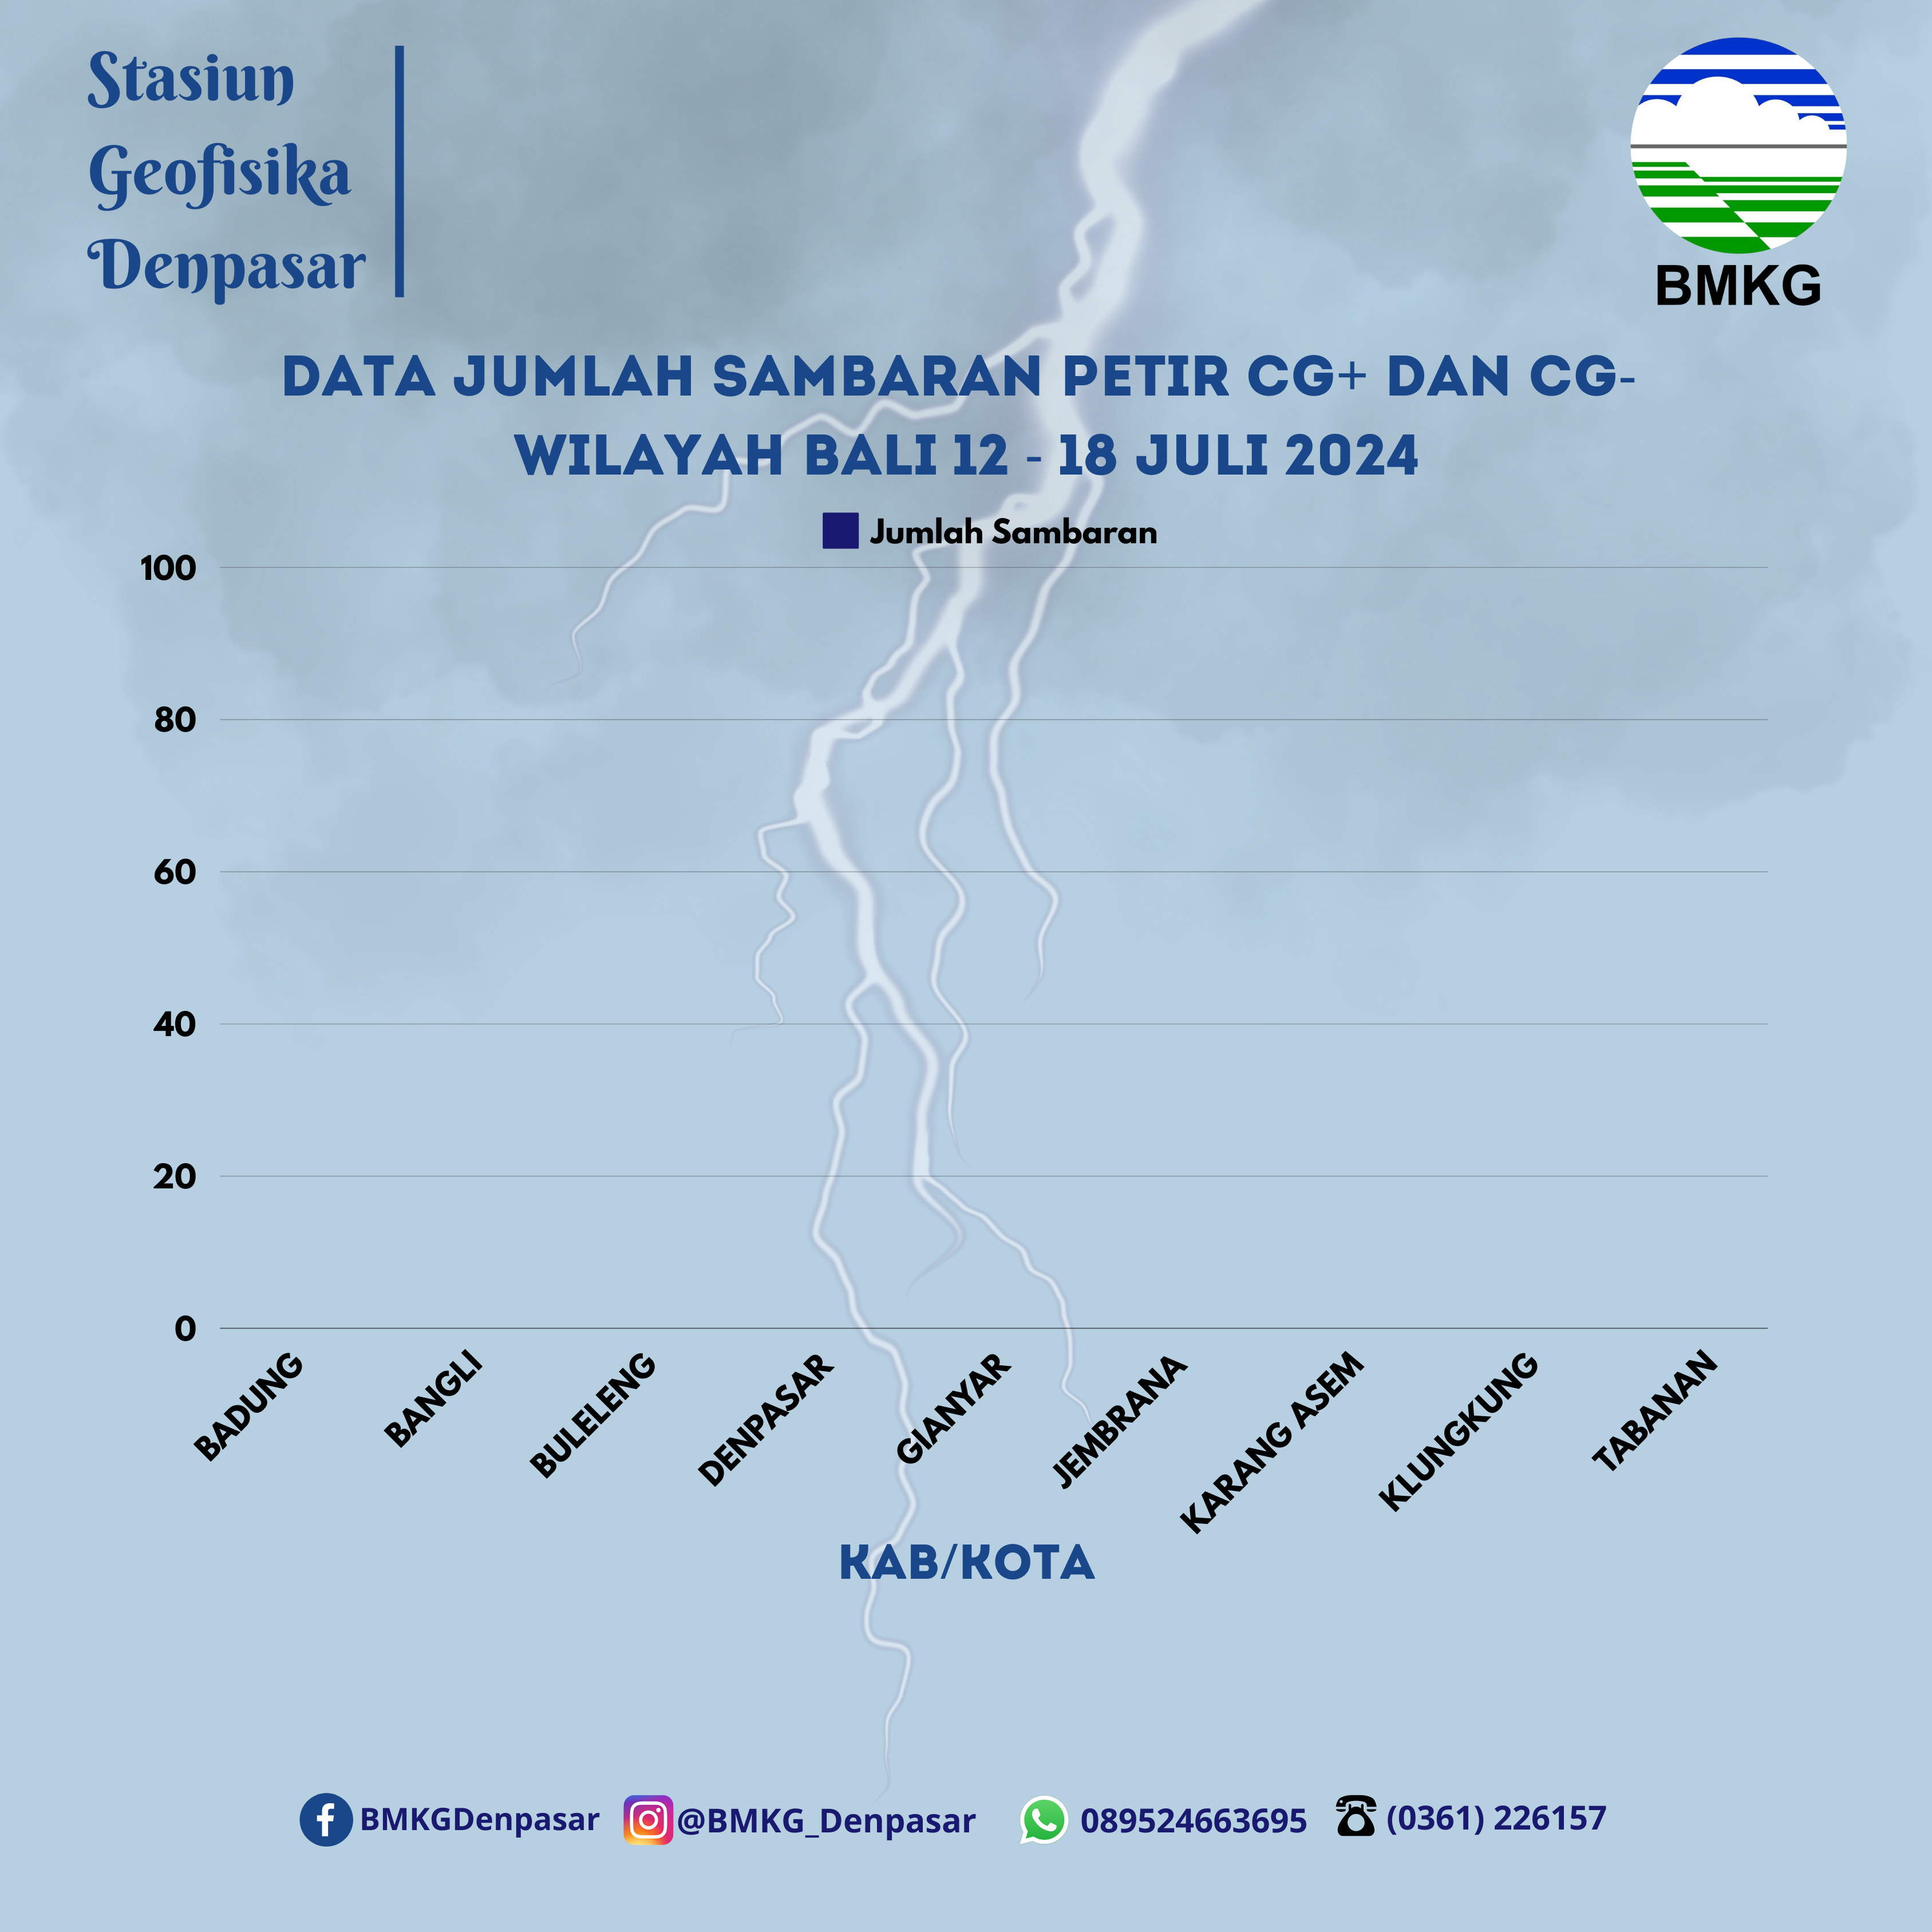 Stasiun
Geofisika
Denpasar
BMKG
DATA JUMLAH SAMBARAN PETIR CG+ DAN CG-
WILAYAH BALI 12 - 18 JULI 2024
Jumlah Sambaran
100
80
60
40
20
0
BADUNG
BANGLI
BULELENG
DENPASAR
GIANYAR
JEMBRANA
KARANG ASEM
KLUNGKUNG
TABANAN
KAB/KOTA
BMKGDenpasar
@BMKG_Denpasar
089524663695
(0361) 226157